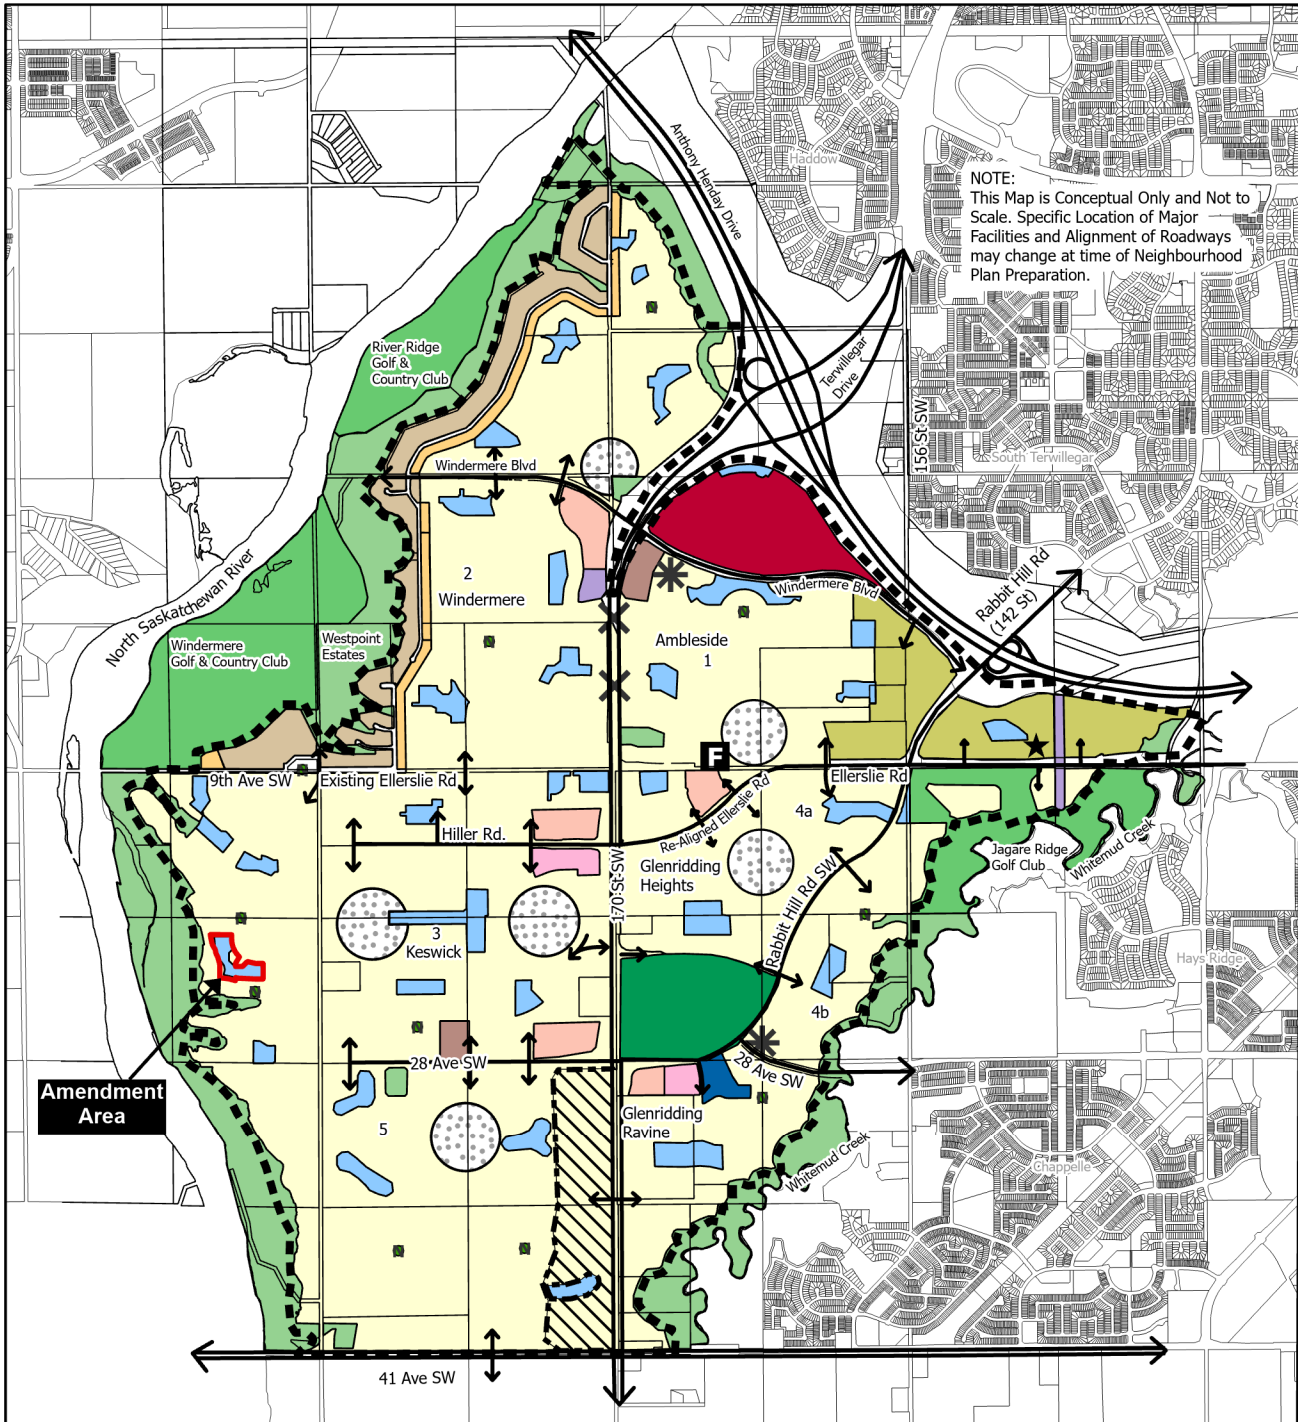 Anthony Henday Drive
Haddow
NOTE:
This Map is Conceptual Only and Not to
Scale. Specific Location of Major
Facilities and Alignment of Roadways
may change at time of Neighbourhood
Plan Preparation.
River Ridge
Golf &
Country Club
Terwillegar
Drive
156 St SW
South Terwillegar
Windermere Blvd
North Saskatchewan River
2
Windermere
Windermere Blvd
Rabbit Hill Rd
(142 St)
Windermere
Golf & Country Club
Westpoint
Estates
Ambleside
1
F
9th Ave SW
Existing Ellerslie Rd
Ellerslie Rd
Re-Aligned Ellerslie Rd
4a
Hiller Rd.
Glenridding
Heights
Jagare Ridge
Golf Club
Whitemud Creek
170 St SW
Rabbit Hill Rd SW
3
Keswick
Hays Ridge
4b
28 Ave SW
28 Ave SW
Amendment
Area
5
Glenridding
Ravine
Whitemud Creek
Chappelle
41 Ave SW